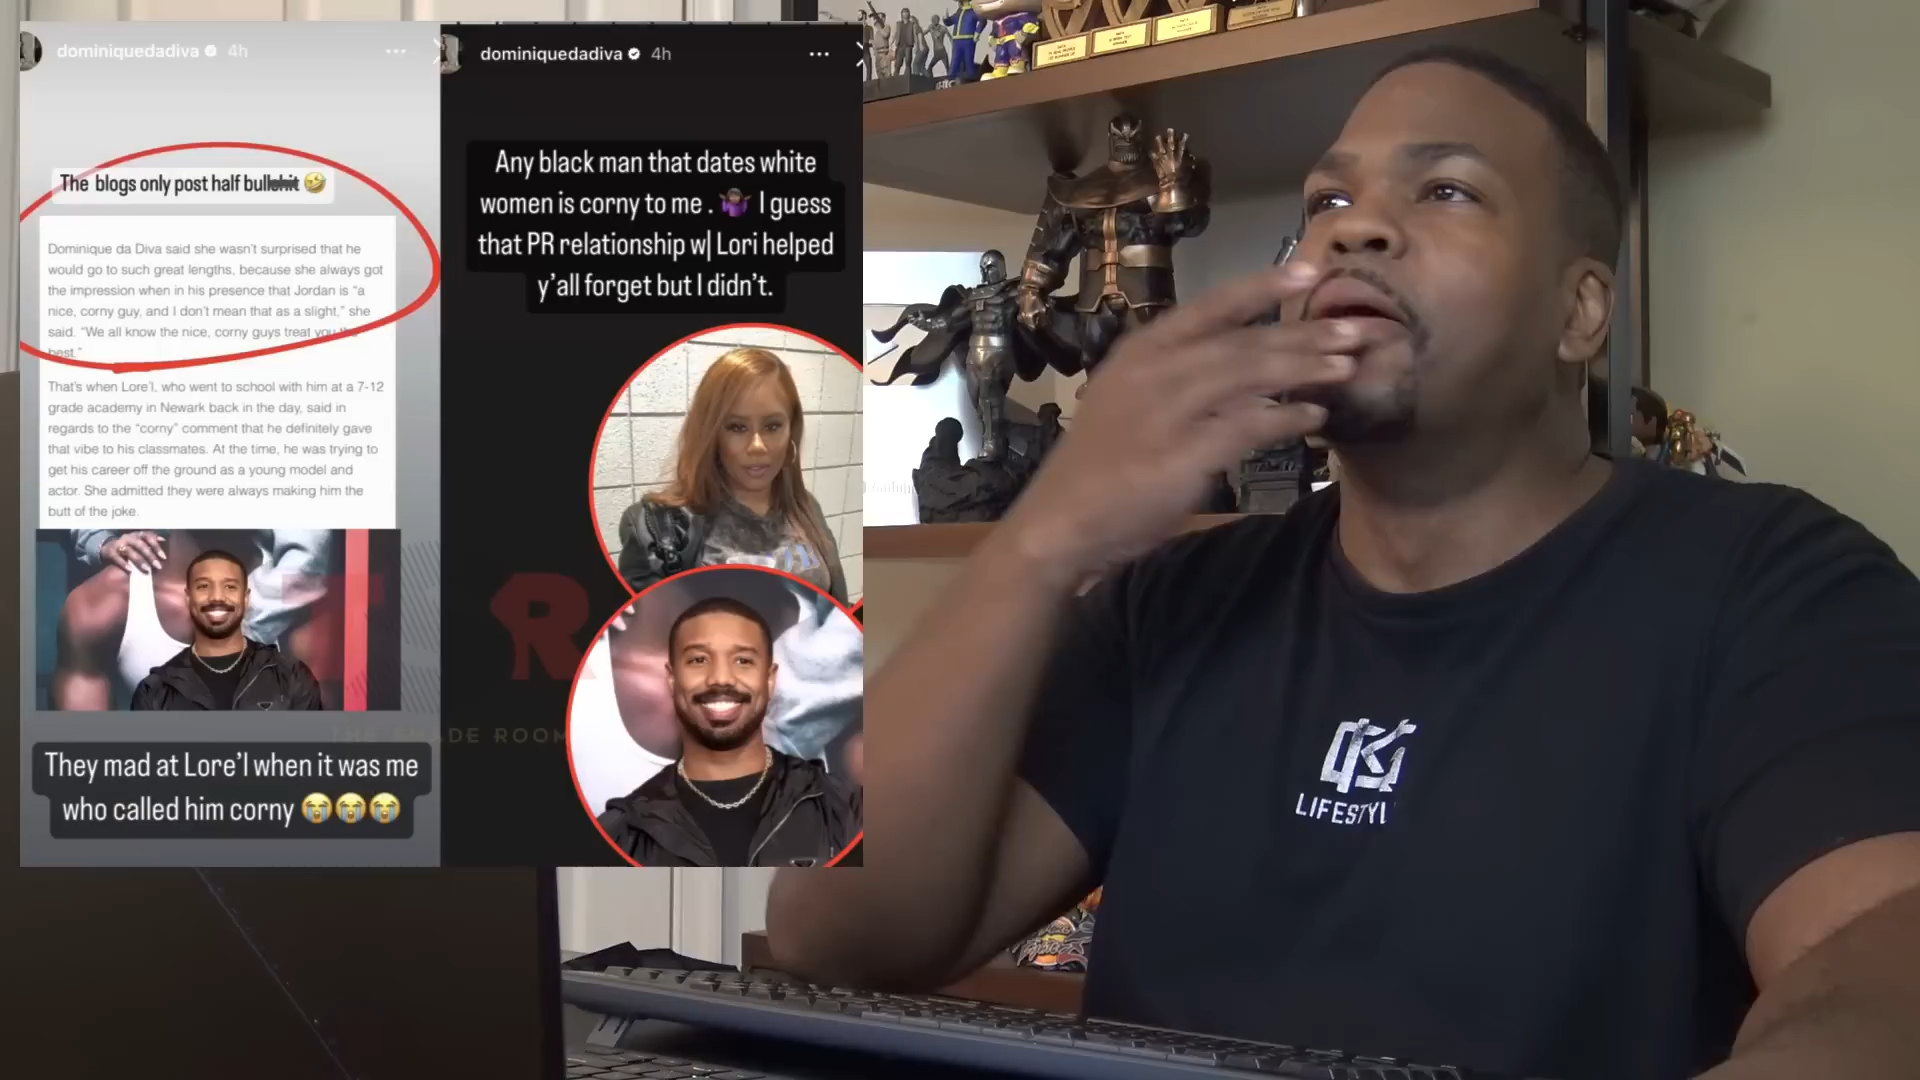 dominiquedadiva 4h
The blogs only post half bullshit 🤣
Dominique da Diva said she wasn't surprised that he
would go to such great lengths, because she always got
the impression when in his presence that Jordan is "a
nice, corny guy, and I don't mean that as a slight," she
said. "We all know the nice, corny guys treat you the
best."
That's when Lore'l, who went to school with him at a 7-12
grade academy in Newark back in the day, said in
regards to the "corny" comment that he definitely gave
that vibe to his classmates. At the time, he was trying to
get his career off the ground as a young model and
actor. She admitted they were always making him the
butt of the joke.
They mad at Lore'l when it was me
who called him corny 😭😭😭
dominiquedadiva 4h
Any black man that dates white
women is corny to me . 🤷🏾‍♀️ I guess
that PR relationship w| Lori helped
y'all forget but I didn't.
T R
THE SHADE ROOM
LIFESTYL